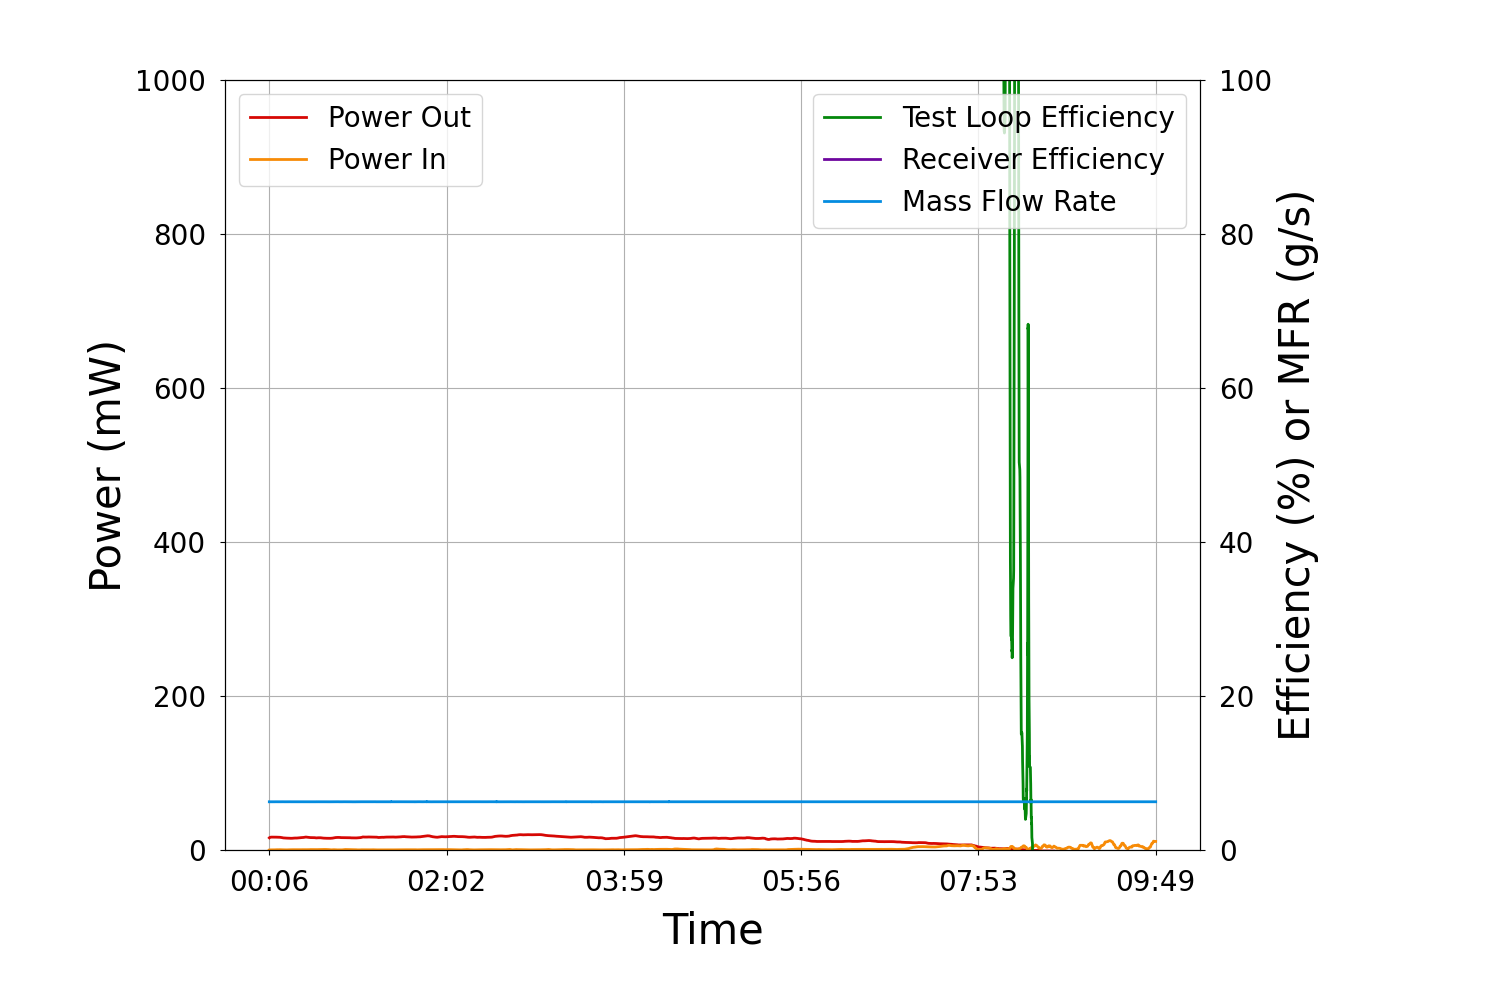 1000
800
600
400
200
0
Power (mW)
Power Out
Power In
Test Loop Efficiency
Receiver Efficiency
Mass Flow Rate
100
80
60
40
20
0
Efficiency (%) or MFR (g/s)
00:06 02:02 03:59 05:56 07:53 09:49
Time